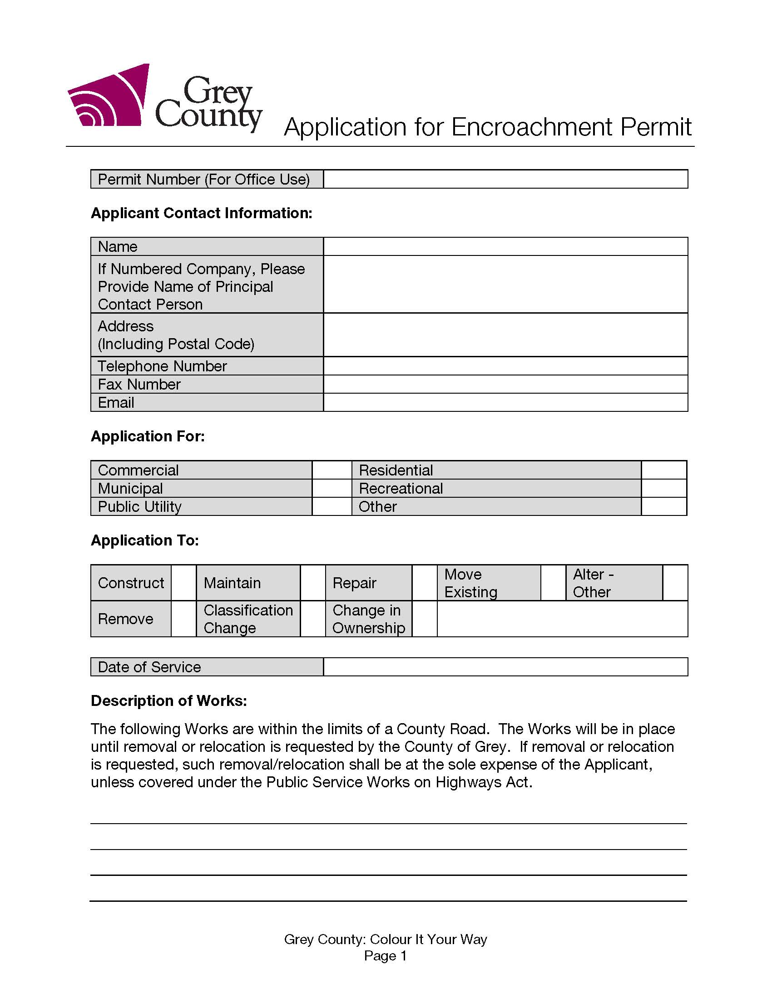 Grey
County
Application for Encroachment Permit
Permit Number (For Office Use)
Applicant Contact Information:
Name
If Numbered Company, Please
Provide Name of Principal
Contact Person
Address
(Including Postal Code)
Telephone Number
Fax Number
Email
Application For:
Commercial Residential
Municipal Recreational
Public Utility Other
Application To:
Construct Maintain Repair Move Existing Alter - Other
Remove Classification Change Change in Ownership
Date of Service
Description of Works:
The following Works are within the limits of a County Road.  The Works will be in place
until removal or relocation is requested by the County of Grey.  If removal or relocation
is requested, such removal/relocation shall be at the sole expense of the Applicant,
unless covered under the Public Service Works on Highways Act.
Grey County: Colour It Your Way
Page 1